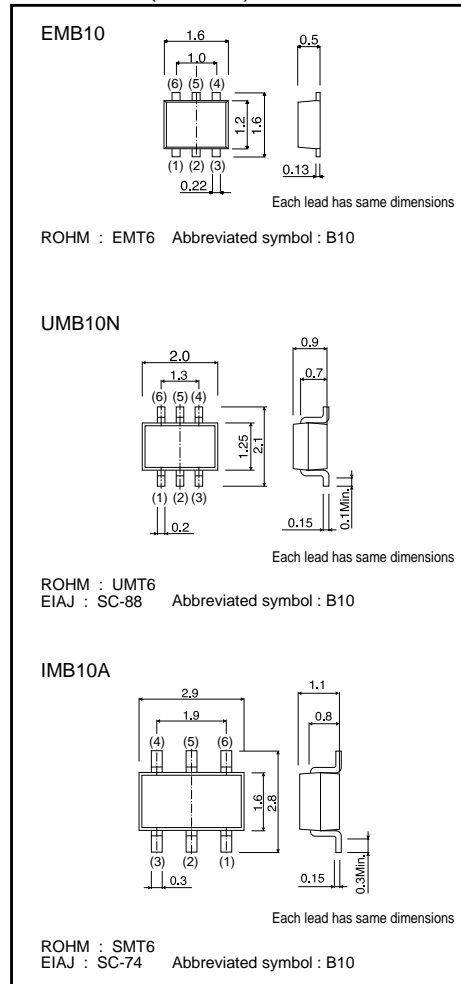 EMB10
1.6
1.0
(6) (5) (4)
1.2
1.6
(1) (2) (3)
0.22
0.5
0.13
Each lead has same dimensions
ROHM : EMT6 Abbreviated symbol : B10
UMB10N
2.0
1.3
(6) (5) (4)
1.25
2.1
(1) (2) (3)
0.2
0.9
0.7
0.15
0.1Min.
Each lead has same dimensions
ROHM : UMT6
EIAJ : SC-88 Abbreviated symbol : B10
IMB10A
2.9
1.9
(4) (5) (6)
1.6
2.8
(3) (2) (1)
0.3
1.1
0.8
0.15
0.3Min.
Each lead has same dimensions
ROHM : SMT6
EIAJ : SC-74 Abbreviated symbol : B10